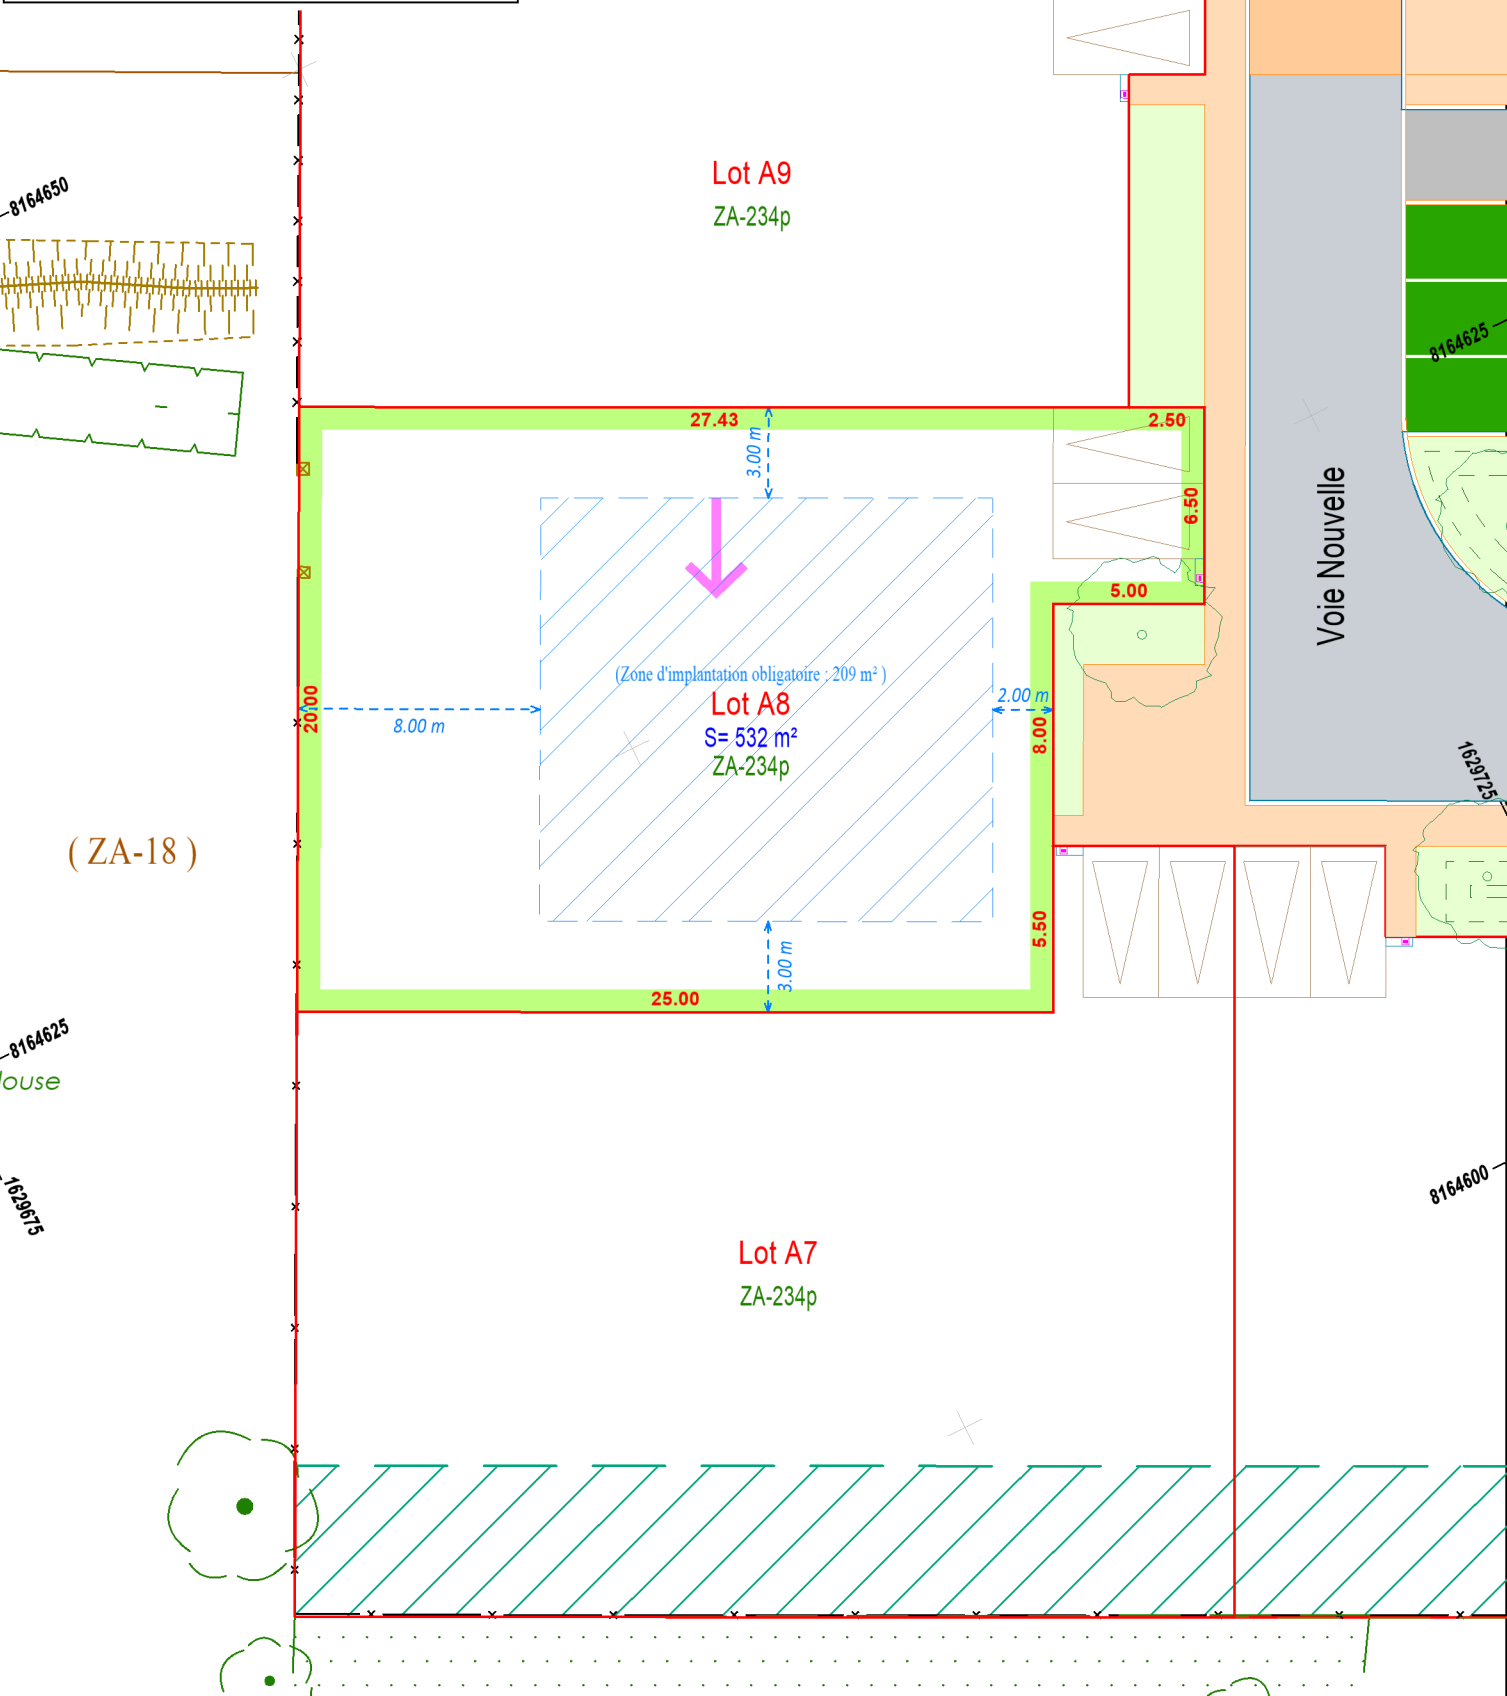 Lot A9
ZA-234p
8164650
8164625
27.43
2.50
3.00 m
6.50
Voie Nouvelle
5.00
(Zone d'implantation obligatoire : 209 m² )
Lot A8
S= 532 m²
ZA-234p
20.00
8.00 m
2.00 m
8.00
1629725
( ZA-18 )
5.50
3.00 m
25.00
8164625
louse
1629675
8164600
Lot A7
ZA-234p